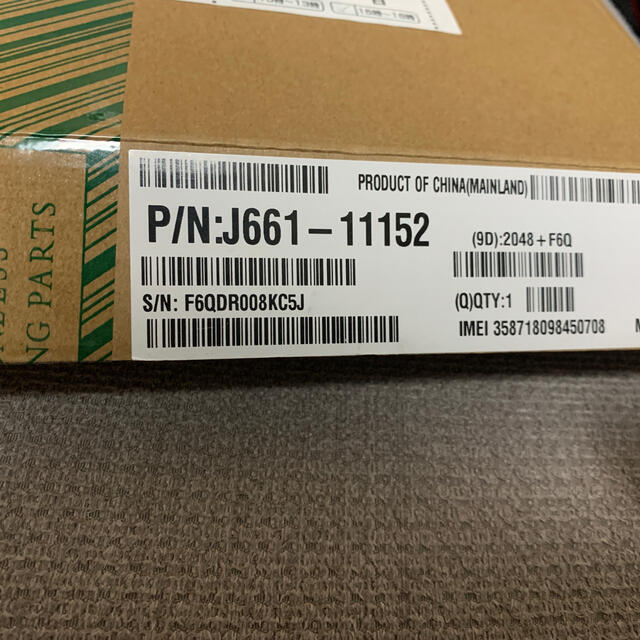 PRODUCT OF CHINA(MAINLAND)
P/N:J661-11152
(9D):2048+F6Q
S/N: F6QDR008KC5J
(Q)QTY:1
IMEI 358718098450708
NG PARTS